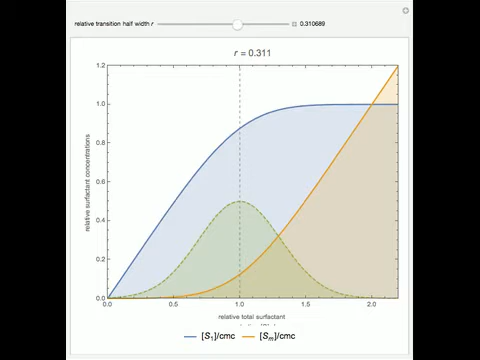 relative transition half width r
0.310689
r = 0.311
1.2
1.0
0.8
0.6
0.4
0.2
0.0
relative surfactant concentrations
0.0 0.5 1.0 1.5 2.0
relative total surfactant
[S1]/cmc [Sm]/cmc